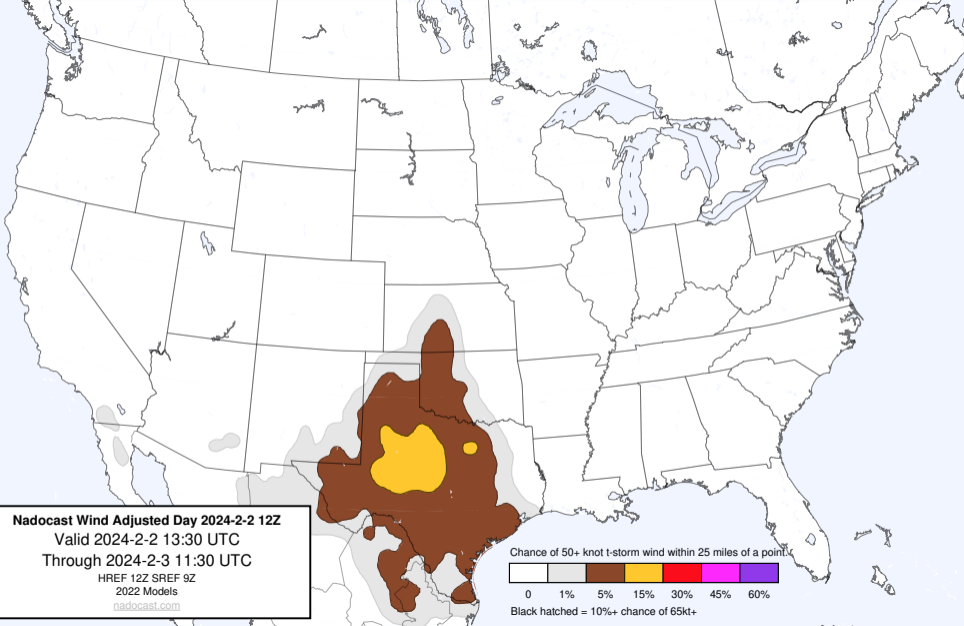 Nadocast Wind Adjusted Day 2024-2-2 12Z
Valid 2024-2-2 13:30 UTC
Through 2024-2-3 11:30 UTC
HREF 12Z SREF 9Z
2022 Models
nadocast.com
Chance of 50+ knot t-storm wind within 25 miles of a point.
0 1% 5% 15% 30% 45% 60%
Black hatched = 10%+ chance of 65kt+